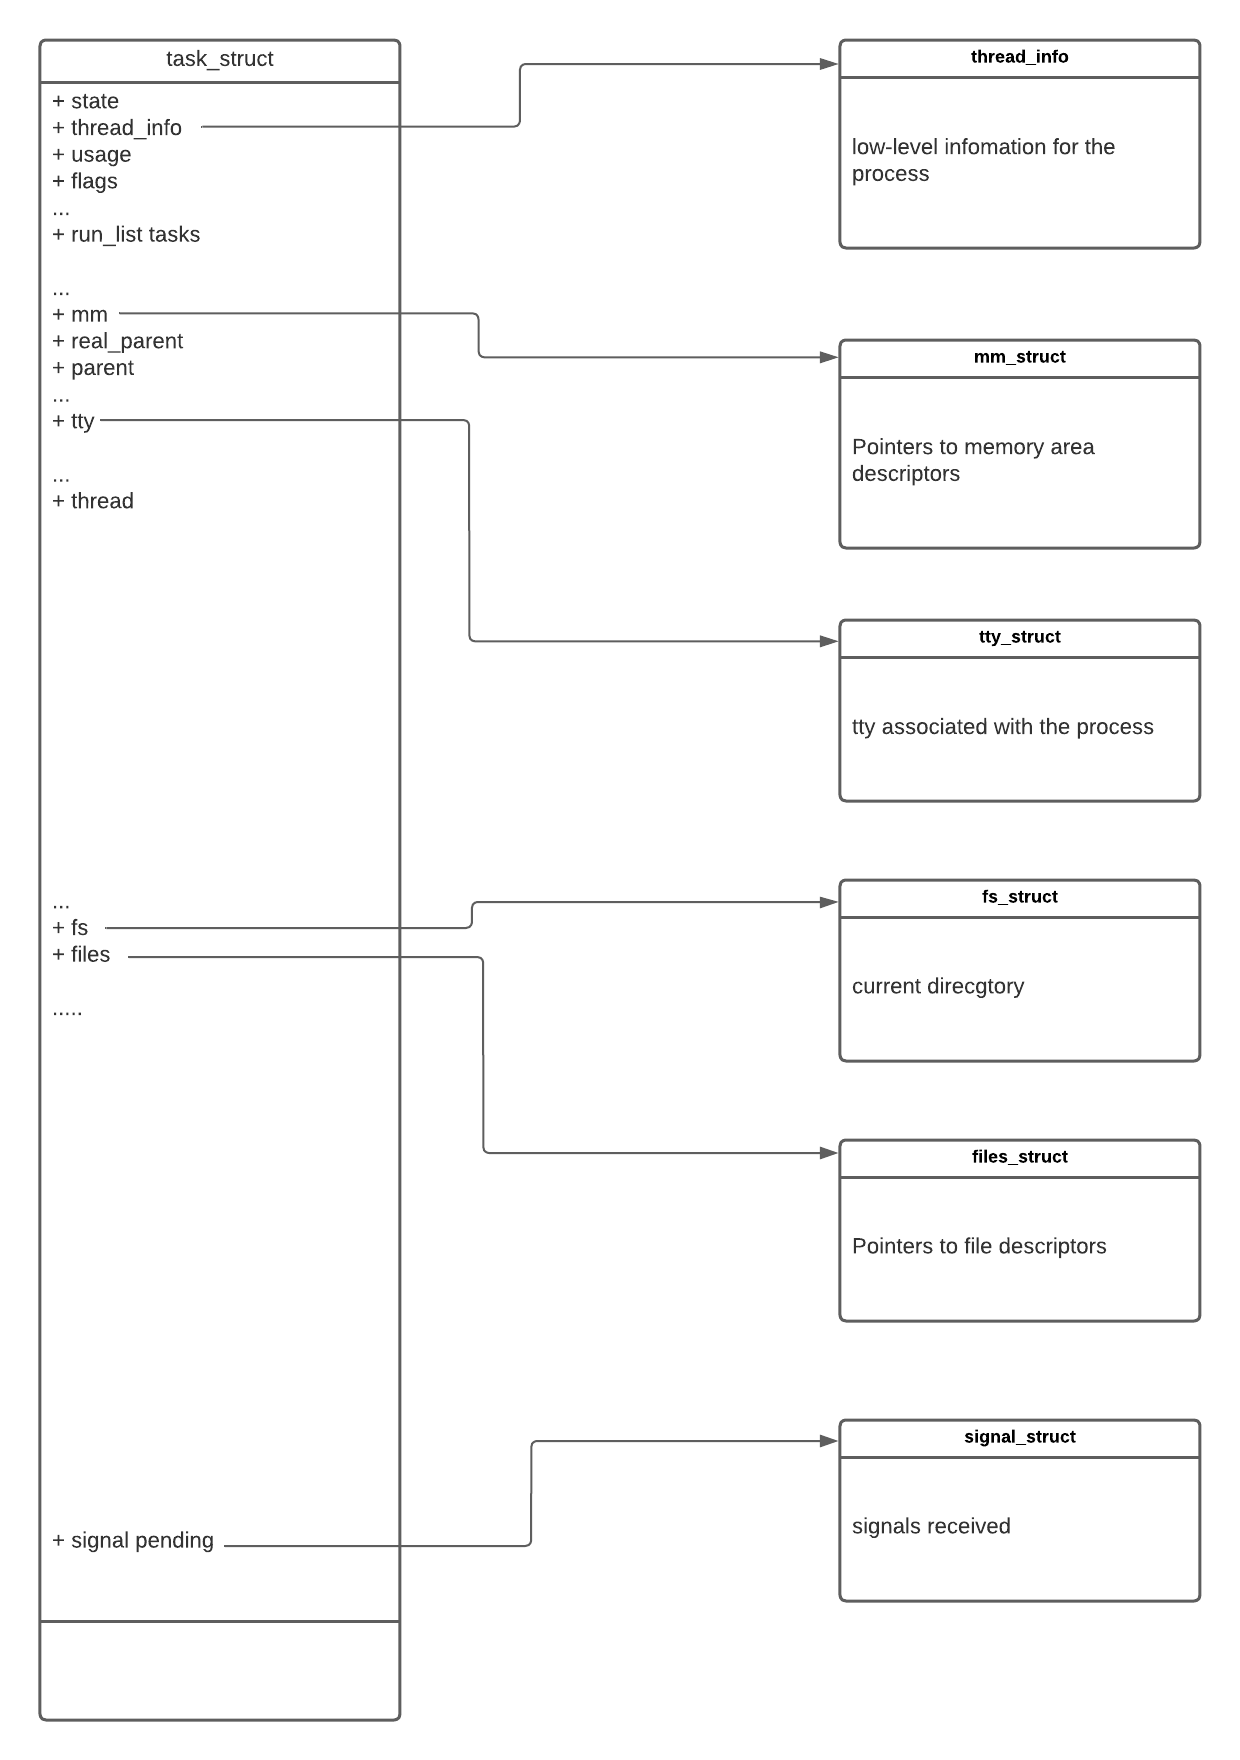 task_struct
+ state
+ thread_info
+ usage
+ flags
...
+ run_list tasks
...
+ mm
+ real_parent
+ parent
...
+ tty
...
+ thread
...
+ fs
+ files
.....
+ signal pending
thread_info
low-level infomation for the
process
mm_struct
Pointers to memory area
descriptors
tty_struct
tty associated with the process
fs_struct
current direcgtory
files_struct
Pointers to file descriptors
signal_struct
signals received